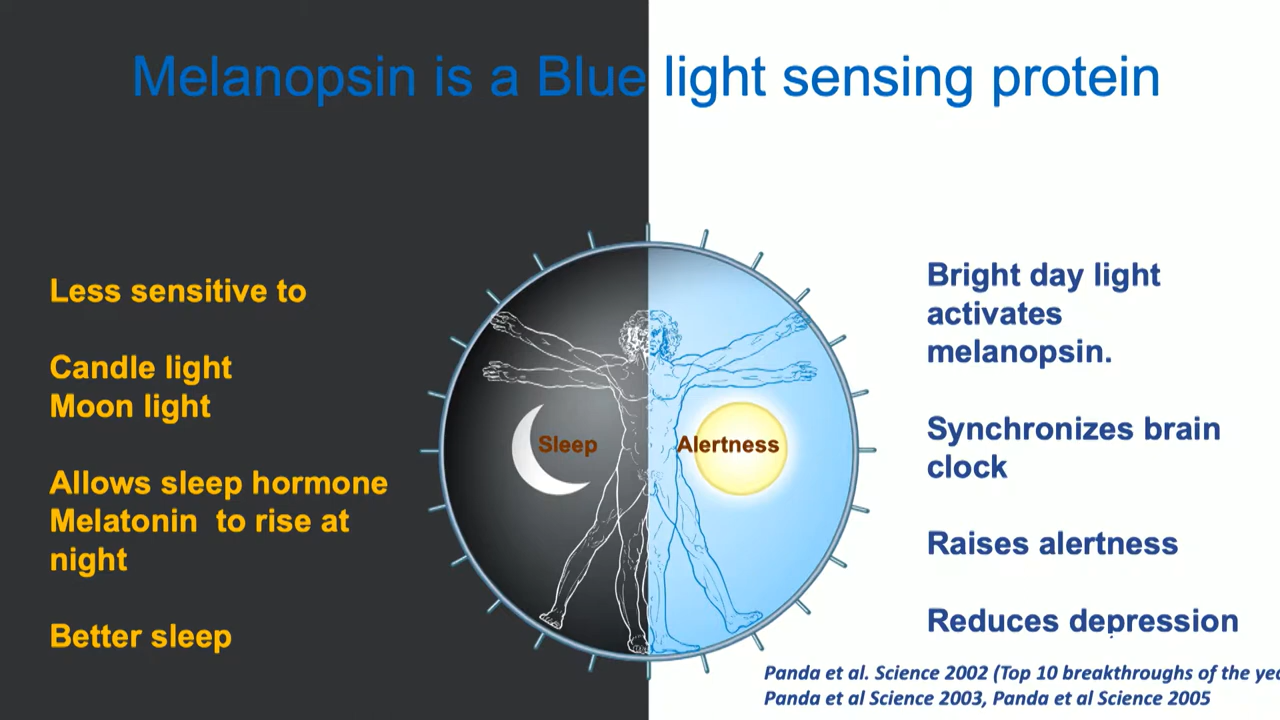 Melanopsin is a Blue light sensing protein
Less sensitive to
Candle light
Moon light
Allows sleep hormone
Melatonin to rise at
night
Better sleep
Sleep
Alertness
Bright day light
activates
melanopsin.
Synchronizes brain
clock
Raises alertness
Reduces depression
Panda et al. Science 2002 (Top 10 breakthroughs of the
Panda et al Science 2003, Panda et al Science 2005